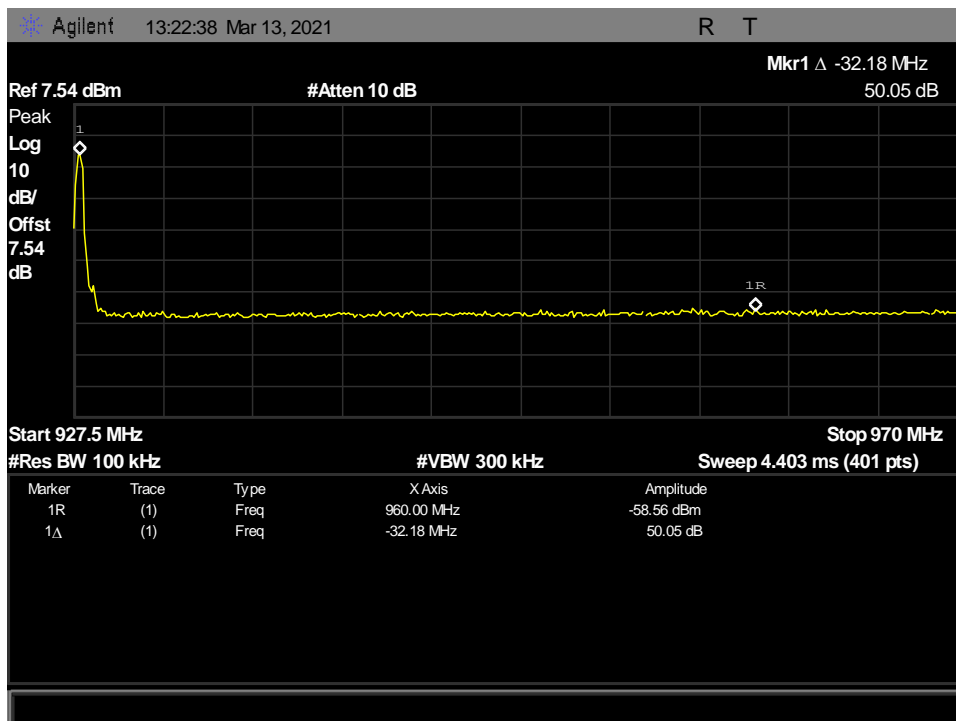 Agilent 13:22:38 Mar 13, 2021 R T
Mkr1 Δ -32.18 MHz
Ref 7.54 dBm #Atten 10 dB 50.05 dB
Peak
Log
10
dB/
Offst
7.54
dB
1
1R
Start 927.5 MHz Stop 970 MHz
#Res BW 100 kHz #VBW 300 kHz Sweep 4.403 ms (401 pts)
Marker Trace Type X Axis Amplitude
1R (1) Freq 960.00 MHz -58.56 dBm
1Δ (1) Freq -32.18 MHz 50.05 dB